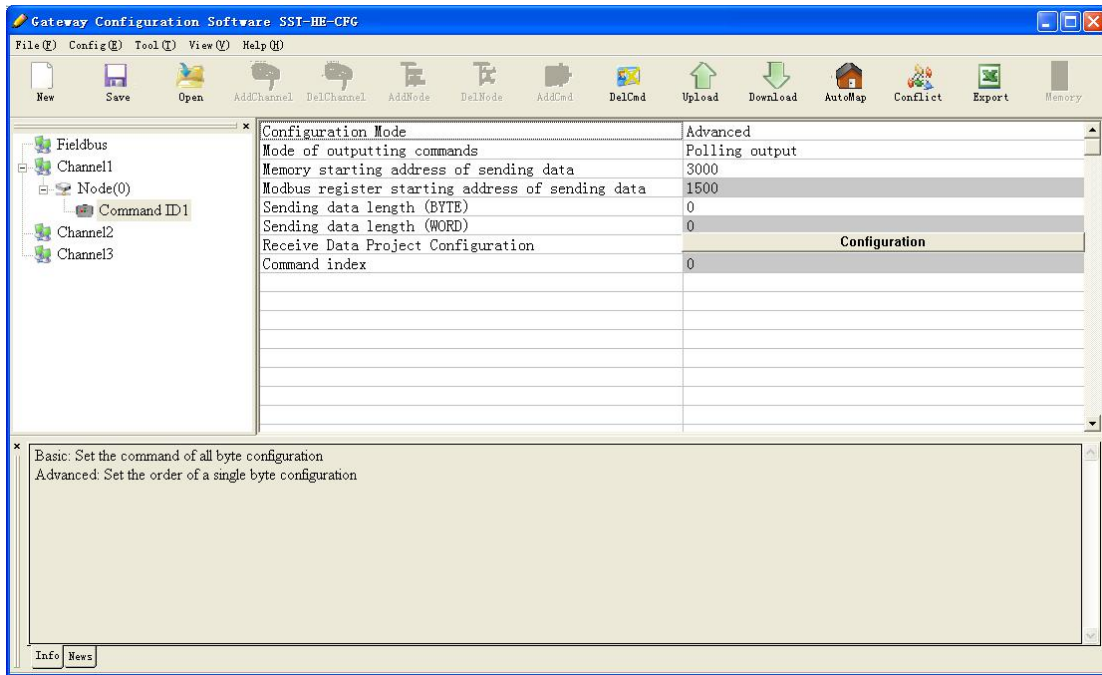 Gateway Configuration Software SST-HE-CFG
File(F) Config(E) Tool(T) View(V) Help(H)
New Save Open AddChannel DelChannel AddNode DelNode AddCmd DelCmd Upload Download AutoMap Conflict Export Memory
Fieldbus
Channel1
Node(0)
Command ID1
Channel2
Channel3
Configuration Mode Advanced
Mode of outputting commands Polling output
Memory starting address of sending data 3000
Modbus register starting address of sending data 1500
Sending data length (BYTE) 0
Sending data length (WORD) 0
Receive Data Project Configuration Configuration
Command index 0
Basic: Set the command of all byte configuration
Advanced: Set the order of a single byte configuration
Info News